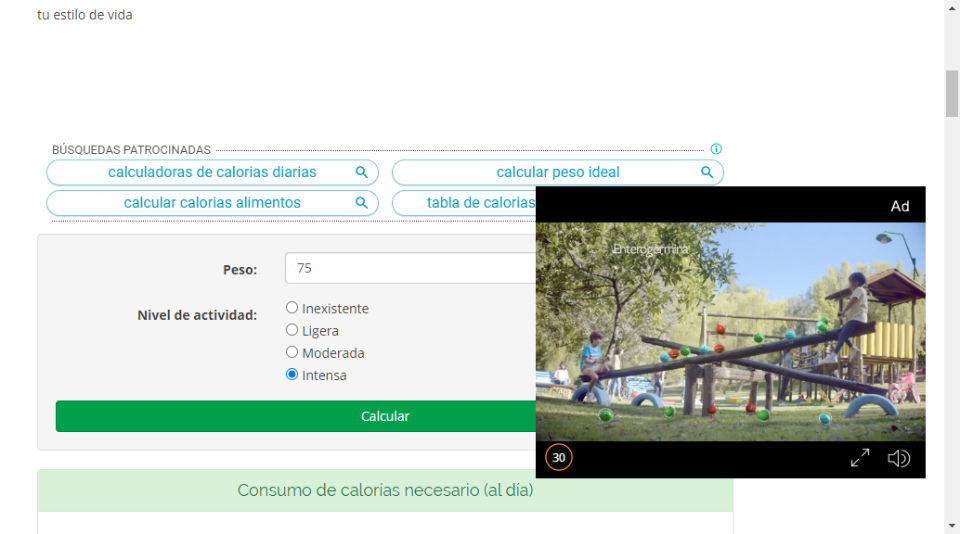 tu estilo de vida
BÚSQUEDAS PATROCINADAS
calculadoras de calorias diarias
calcular peso ideal
calcular calorias alimentos
tabla de calorias
Ad
Enterogermina
Peso:
75
Nivel de actividad:
Inexistente
Ligera
Moderada
Intensa
Calcular
30
Consumo de calorías necesario (al día)